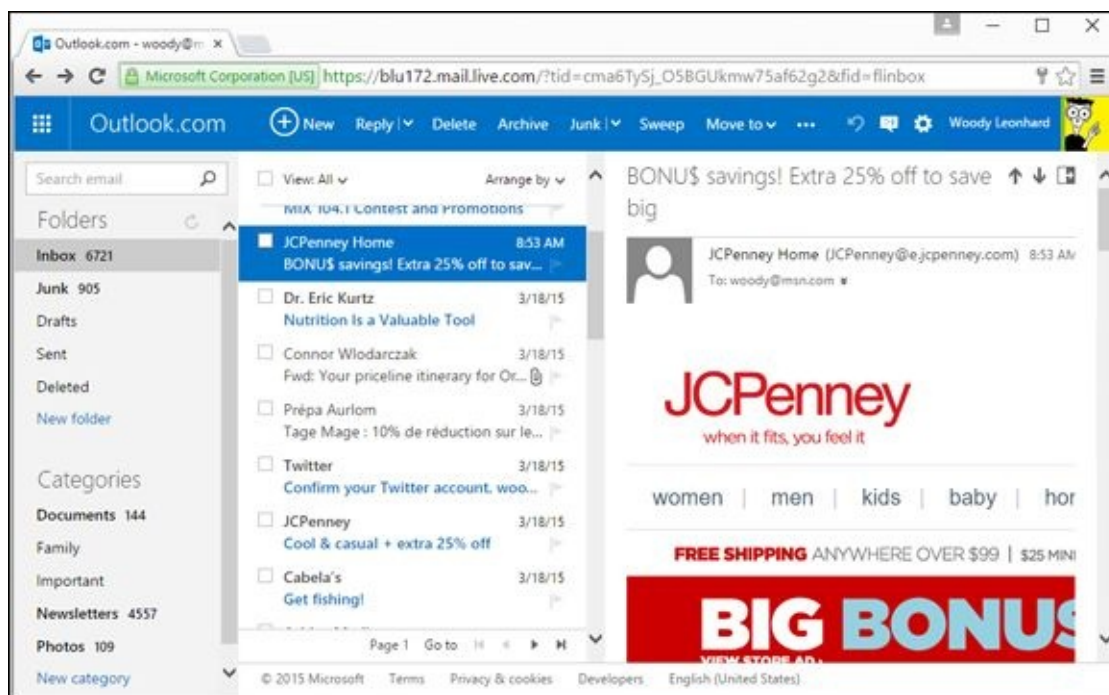 Outlook.com - woody@m
Microsoft Corporation [US] https://blu172.mail.live.com/?tid=cma6TySj_O5BGUkmw75af62g2&fid=flinbox
Outlook.com New Reply Delete Archive Junk Sweep Move to ... Woody Leonhard
Search email
Folders
Inbox 6721
Junk 905
Drafts
Sent
Deleted
New folder
Categories
Documents 144
Family
Important
Newsletters 4557
Photos 109
New category
View: All Arrange by
MIX 104.1 Contest and Promotions
JCPenney Home 8:53 AM
BONU$ savings! Extra 25% off to sav...
Dr. Eric Kurtz 3/18/15
Nutrition Is a Valuable Tool
Connor Wlodarczak 3/18/15
Fwd: Your priceline itinerary for Or...
Prépa Aurlom 3/18/15
Tage Mage : 10% de réduction sur le...
Twitter 3/18/15
Confirm your Twitter account, woo...
JCPenney 3/18/15
Cool & casual + extra 25% off
Cabela's 3/18/15
Get fishing!
Page 1 Go to
BONU$ savings! Extra 25% off to save
big
JCPenney Home (JCPenney@e.jcpenney.com) 8:53 AM
To: woody@msn.com
JCPenney
when it fits, you feel it
women | men | kids | baby | hor
FREE SHIPPING ANYWHERE OVER $99 | $25 MINI
BIG BONUS
VIEW STORE AD
© 2015 Microsoft Terms Privacy & cookies Developers English (United States)